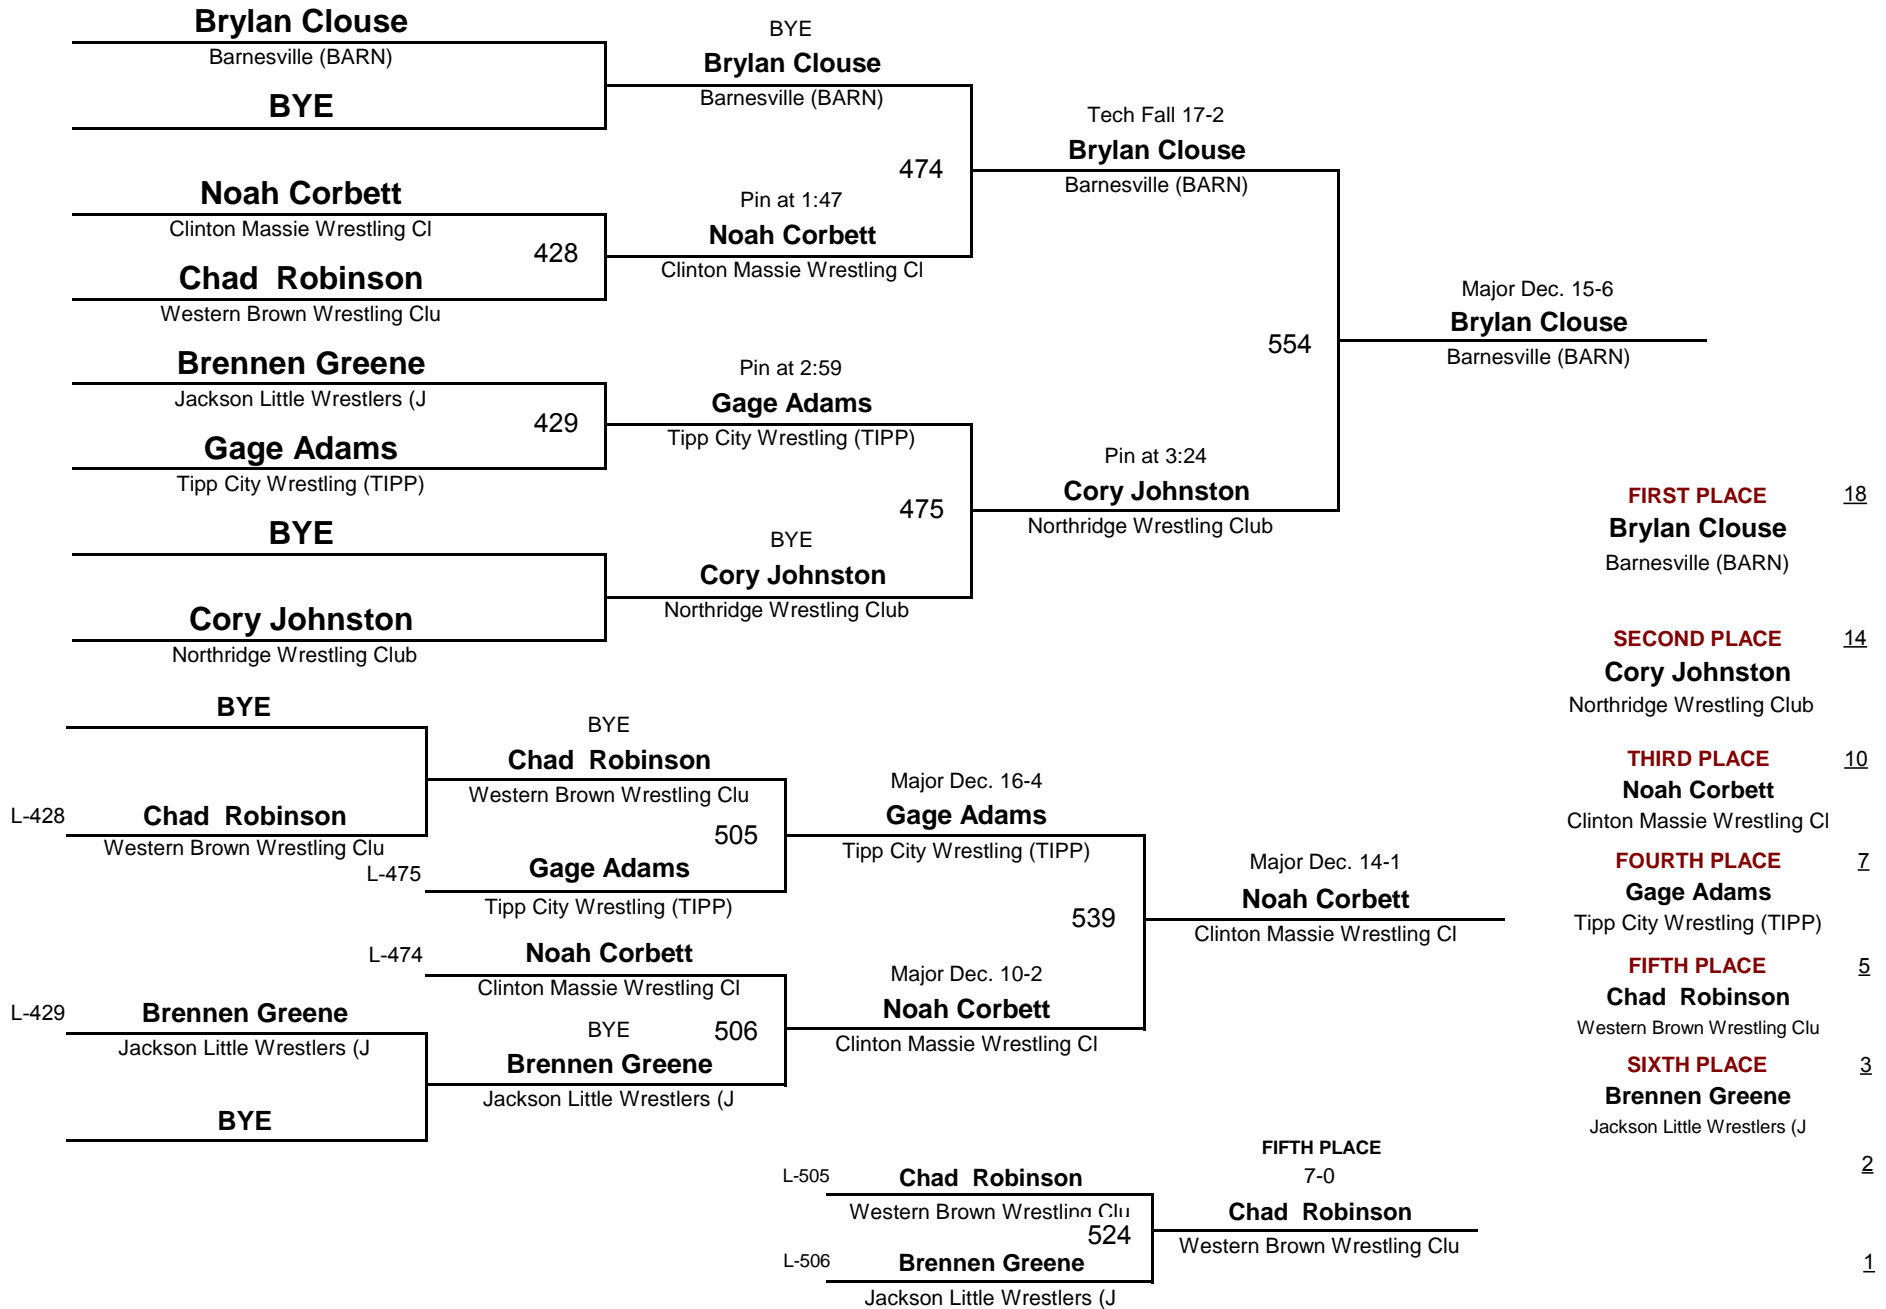 Brylan Clouse
Barnesville (BARN)
BYE
Noah Corbett
Clinton Massie Wrestling Cl
428
Chad  Robinson
Western Brown Wrestling Clu
Brennen Greene
Jackson Little Wrestlers (J
429
Gage Adams
Tipp City Wrestling (TIPP)
BYE
Cory Johnston
Northridge Wrestling Club
BYE
Brylan Clouse
Barnesville (BARN)
474
Pin at 1:47
Noah Corbett
Clinton Massie Wrestling Cl
Pin at 2:59
Gage Adams
Tipp City Wrestling (TIPP)
475
BYE
Cory Johnston
Northridge Wrestling Club
Tech Fall 17-2
Brylan Clouse
Barnesville (BARN)
554
Pin at 3:24
Cory Johnston
Northridge Wrestling Club
Major Dec. 15-6
Brylan Clouse
Barnesville (BARN)
BYE
L-428
Chad  Robinson
Western Brown Wrestling Clu
L-429
Brennen Greene
Jackson Little Wrestlers (J
BYE
BYE
Chad  Robinson
Western Brown Wrestling Clu
505
L-475
Gage Adams
Tipp City Wrestling (TIPP)
L-474
Noah Corbett
Clinton Massie Wrestling Cl
BYE
506
Brennen Greene
Jackson Little Wrestlers (J
Major Dec. 16-4
Gage Adams
Tipp City Wrestling (TIPP)
539
Major Dec. 10-2
Noah Corbett
Clinton Massie Wrestling Cl
Major Dec. 14-1
Noah Corbett
Clinton Massie Wrestling Cl
L-505
Chad  Robinson
Western Brown Wrestling Clu
524
L-506
Brennen Greene
Jackson Little Wrestlers (J
FIFTH PLACE
7-0
Chad  Robinson
Western Brown Wrestling Clu
FIRST PLACE 18
Brylan Clouse
Barnesville (BARN)
SECOND PLACE 14
Cory Johnston
Northridge Wrestling Club
THIRD PLACE 10
Noah Corbett
Clinton Massie Wrestling Cl
FOURTH PLACE 7
Gage Adams
Tipp City Wrestling (TIPP)
FIFTH PLACE 5
Chad  Robinson
Western Brown Wrestling Clu
SIXTH PLACE 3
Brennen Greene
Jackson Little Wrestlers (J
2
1